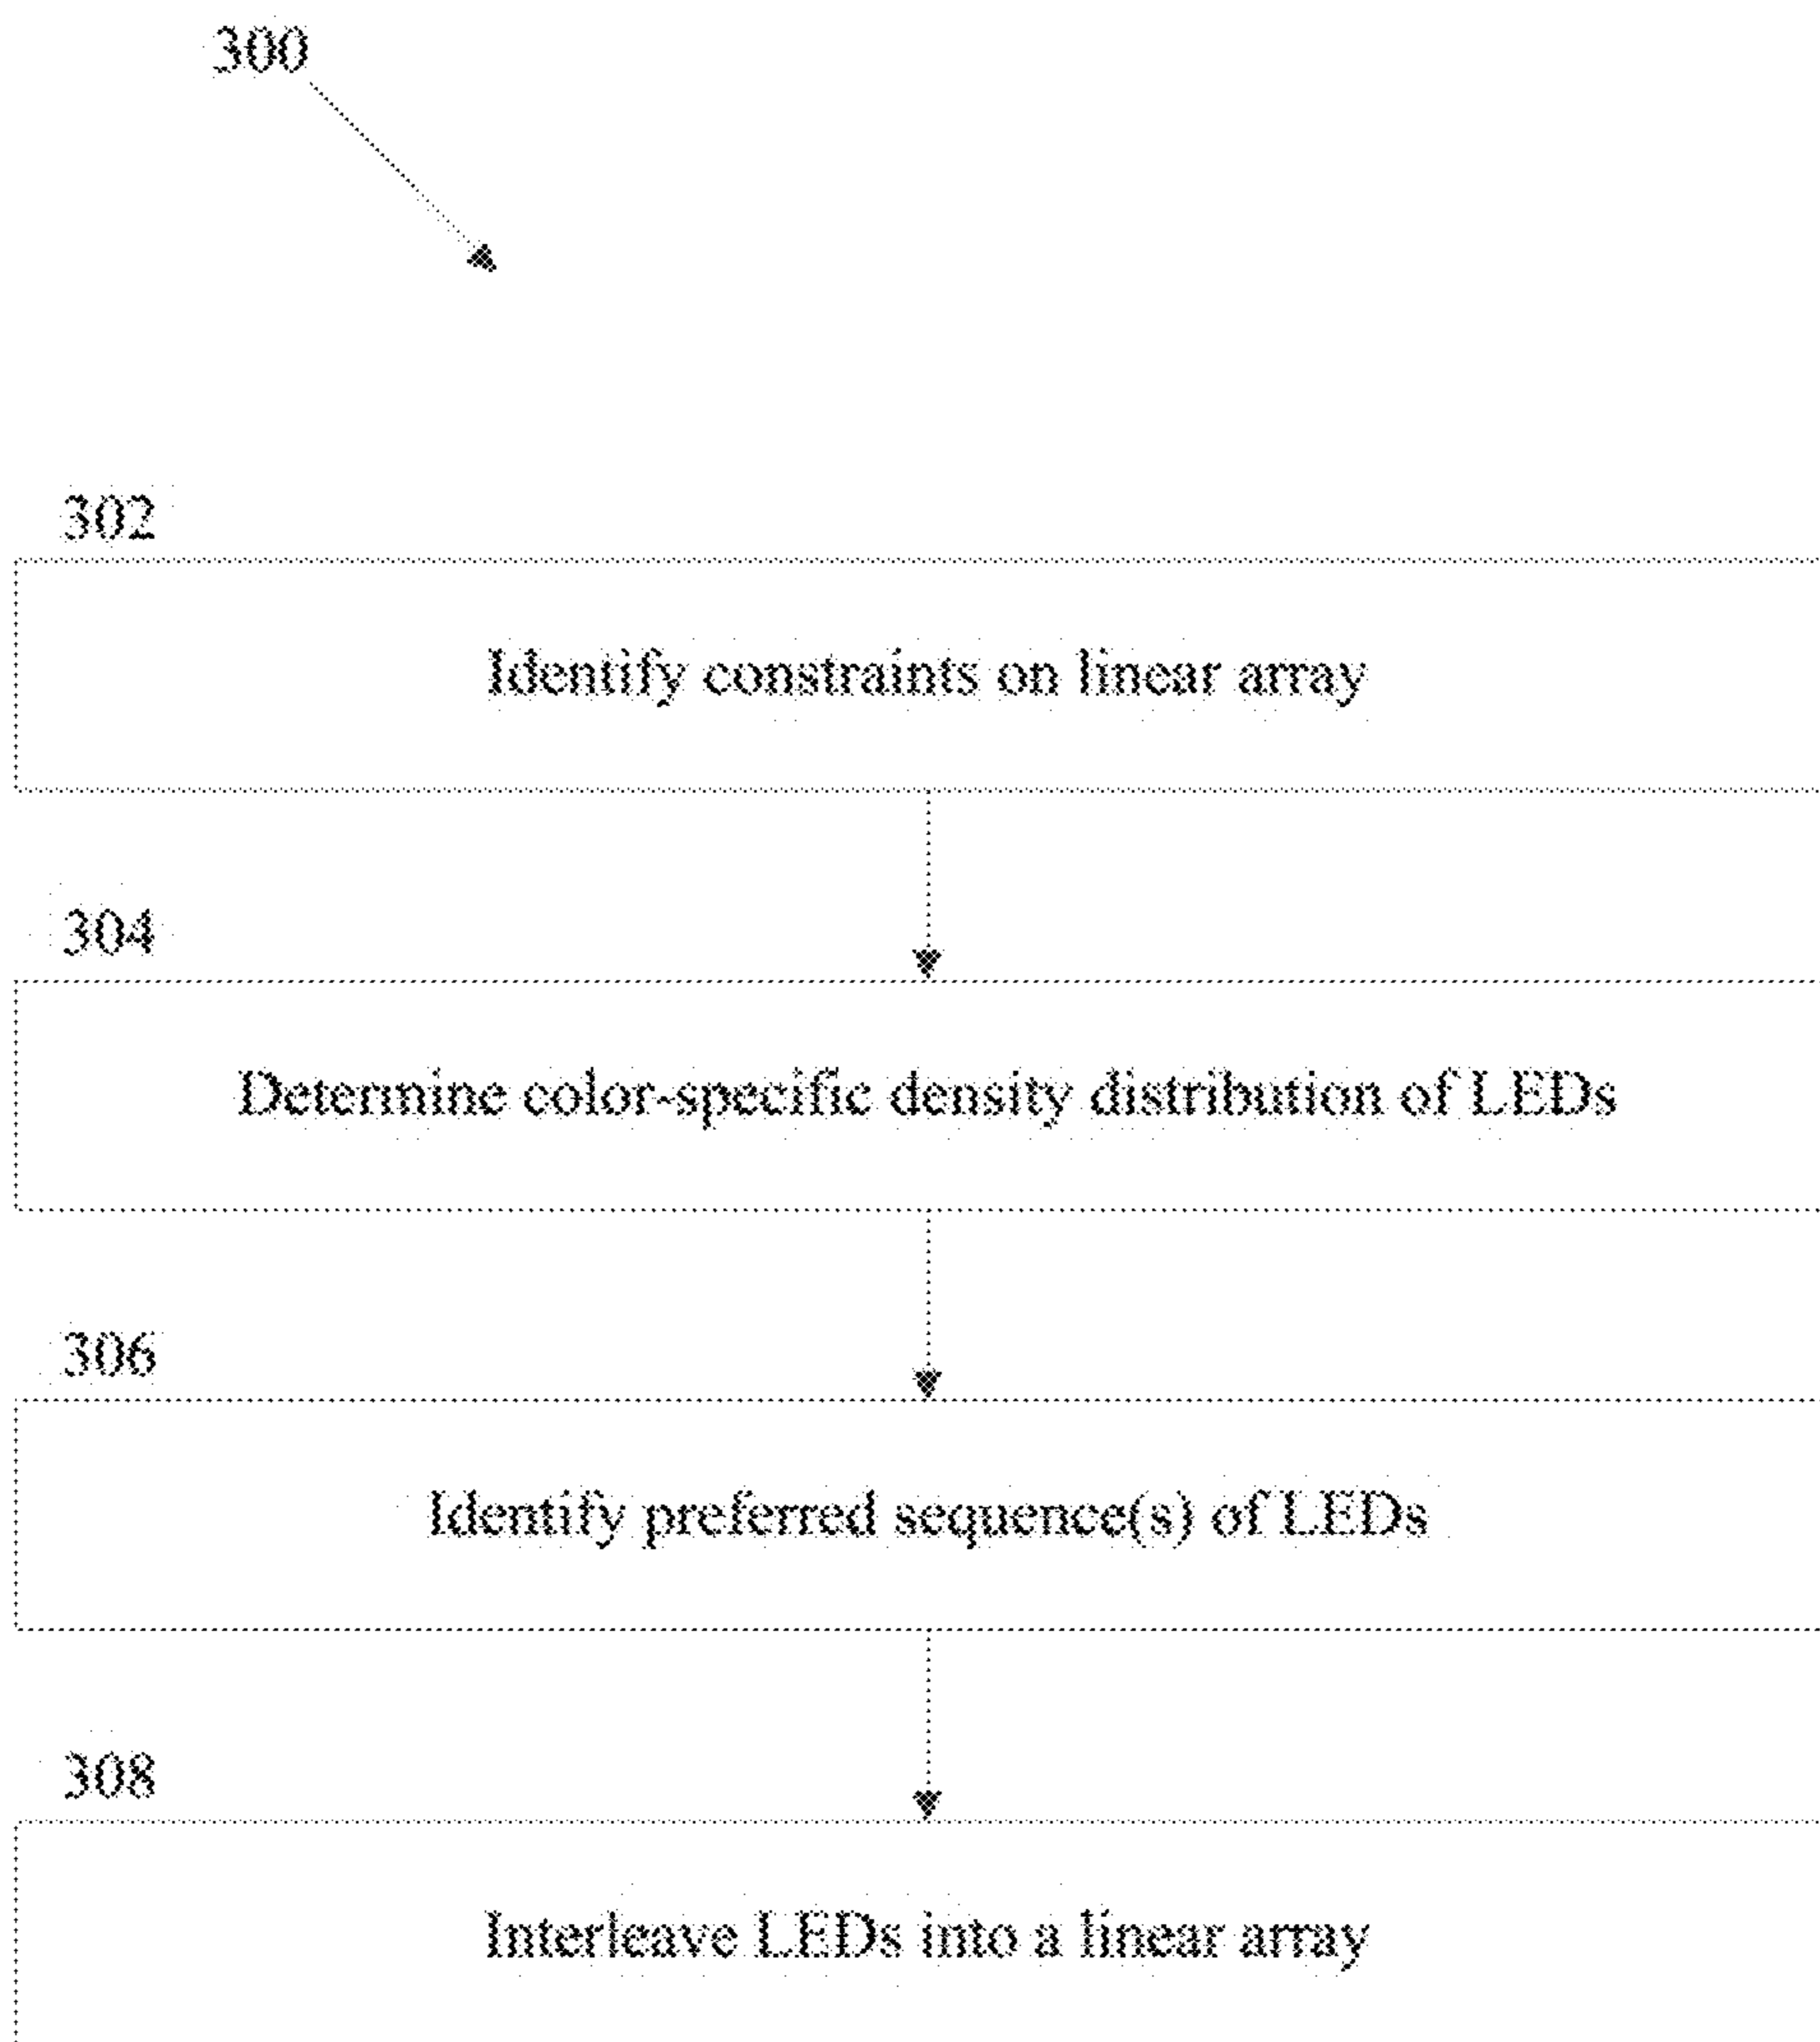 300
302
Identify constraints on linear array
304
Determine color-specific density distribution of LEDs
306
Identify preferred sequence(s) of LEDs
308
Interleave LEDs into a linear array